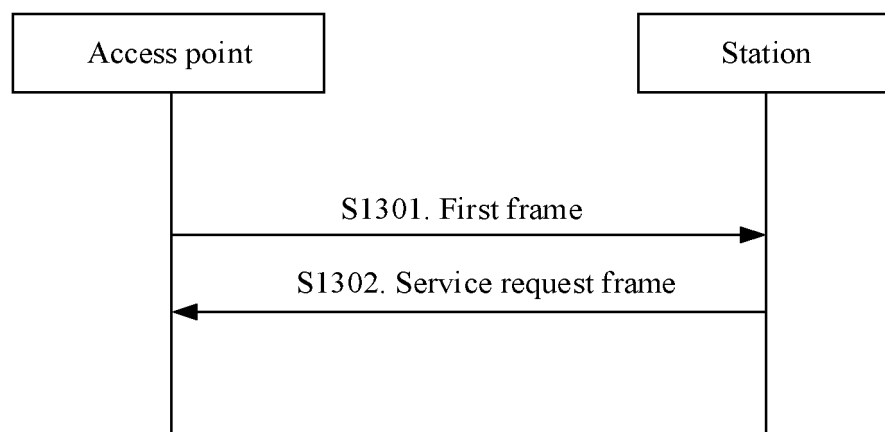 Access point
Station
S1301. First frame
S1302. Service request frame